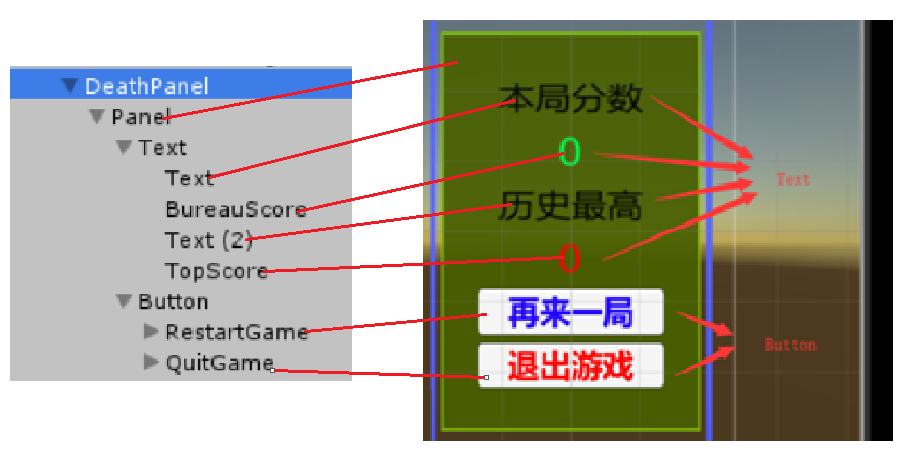 DeathPanel
Panel
Text
Text
BureauScore
Text (2)
TopScore
Button
RestartGame
QuitGame
本局分数
0
历史最高
0
再来一局
退出游戏
Text
Button